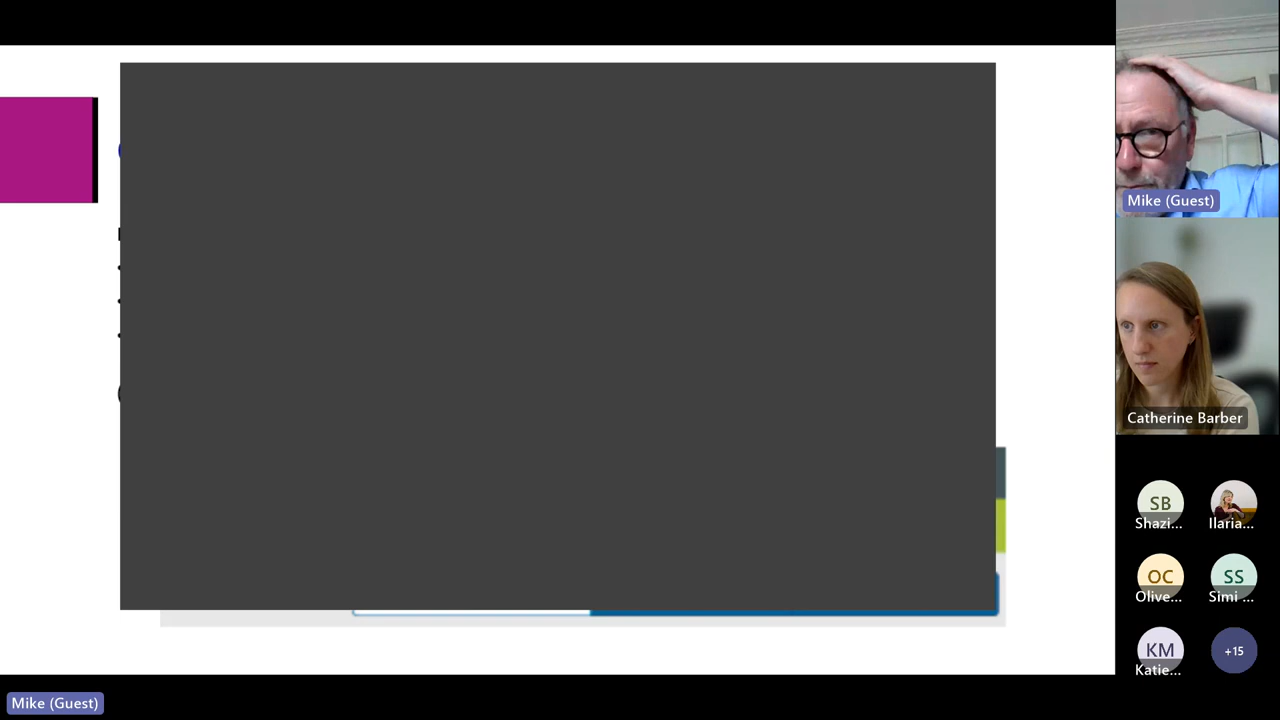 Mike (Guest)
Catherine Barber
SB
Shazi...
Ilaria...
OC
Olive...
SS
Simi ...
KM
Katie...
+15
Mike (Guest)